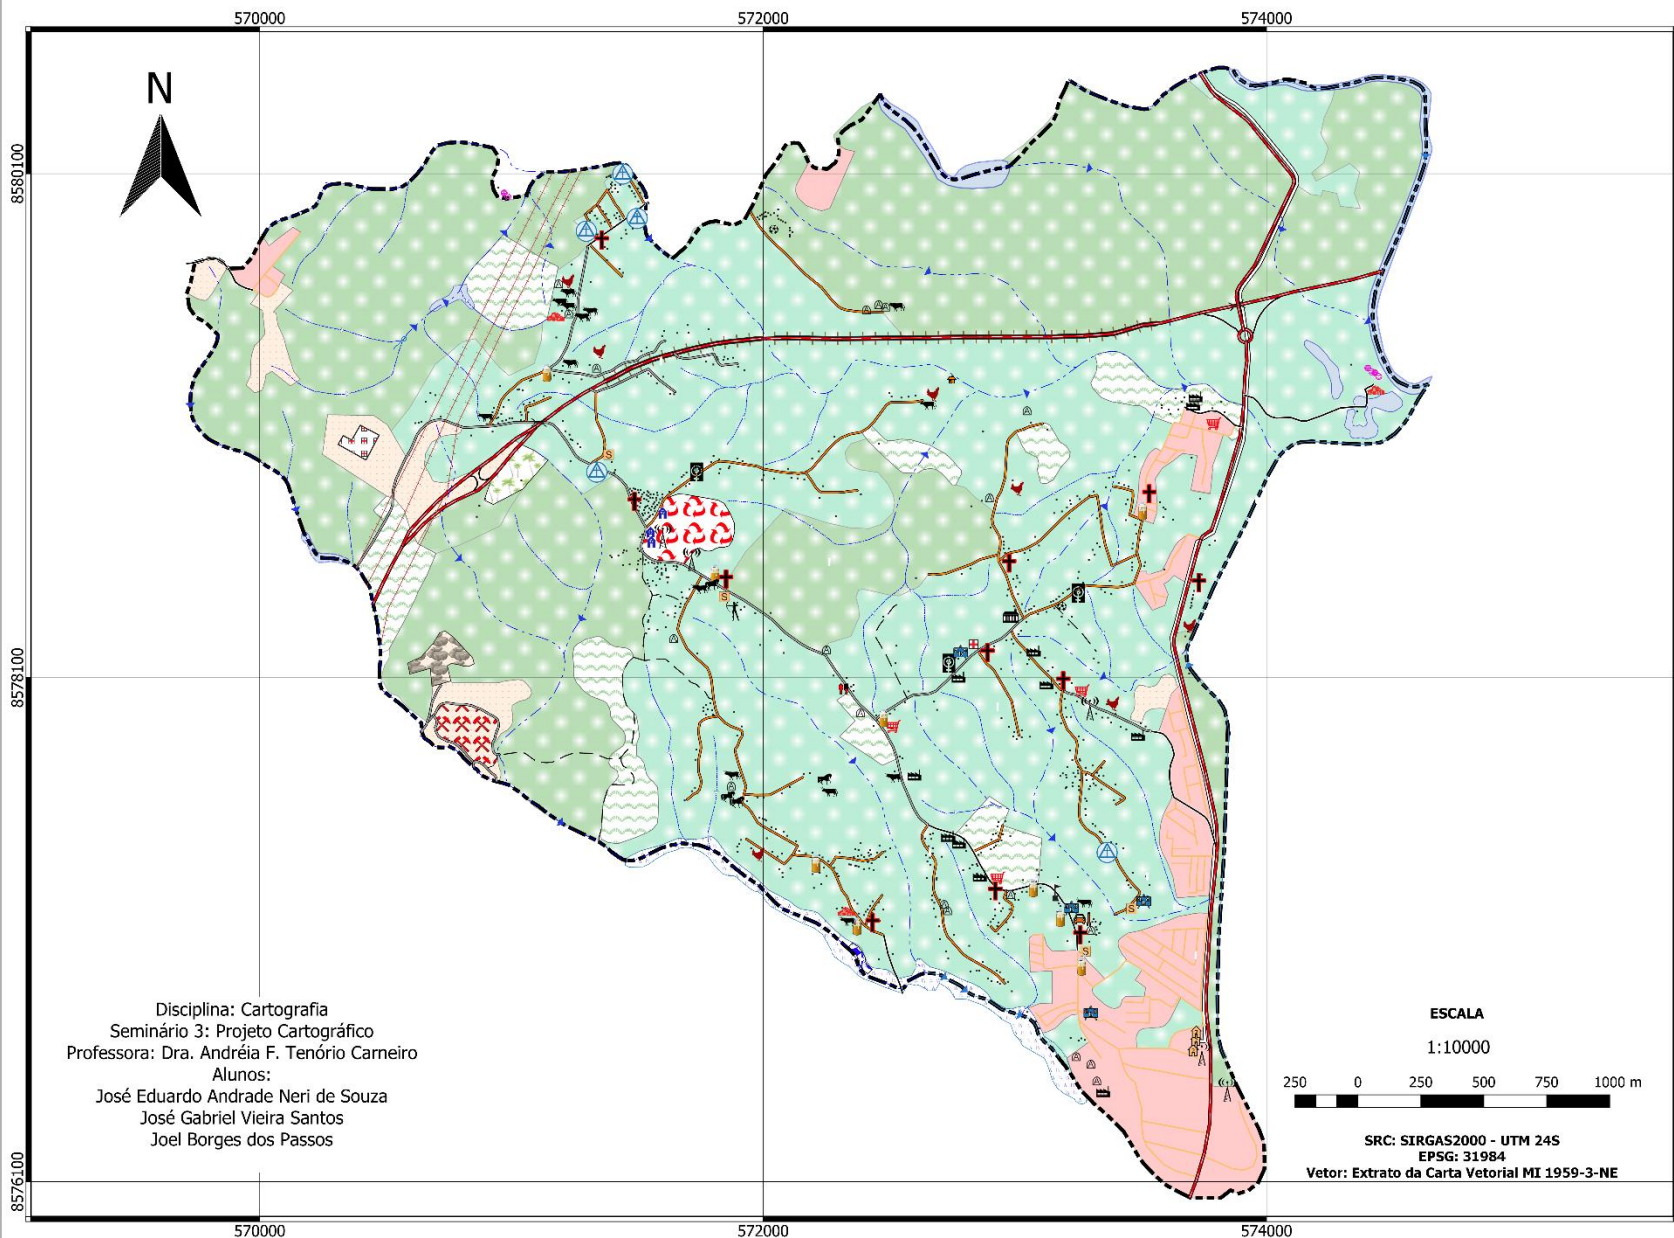 570000
572000
574000
N
8580100
8578100
8576100
S
S
S
S
Disciplina: Cartografia
Seminário 3: Projeto Cartográfico
Professora: Dra. Andréia F. Tenório Carneiro
Alunos:
José Eduardo Andrade Neri de Souza
José Gabriel Vieira Santos
Joel Borges dos Passos
ESCALA
1:10000
250 0 250 500 750 1000 m
SRC: SIRGAS2000 - UTM 24S
EPSG: 31984
Vetor: Extrato da Carta Vetorial MI 1959-3-NE
570000
572000
574000